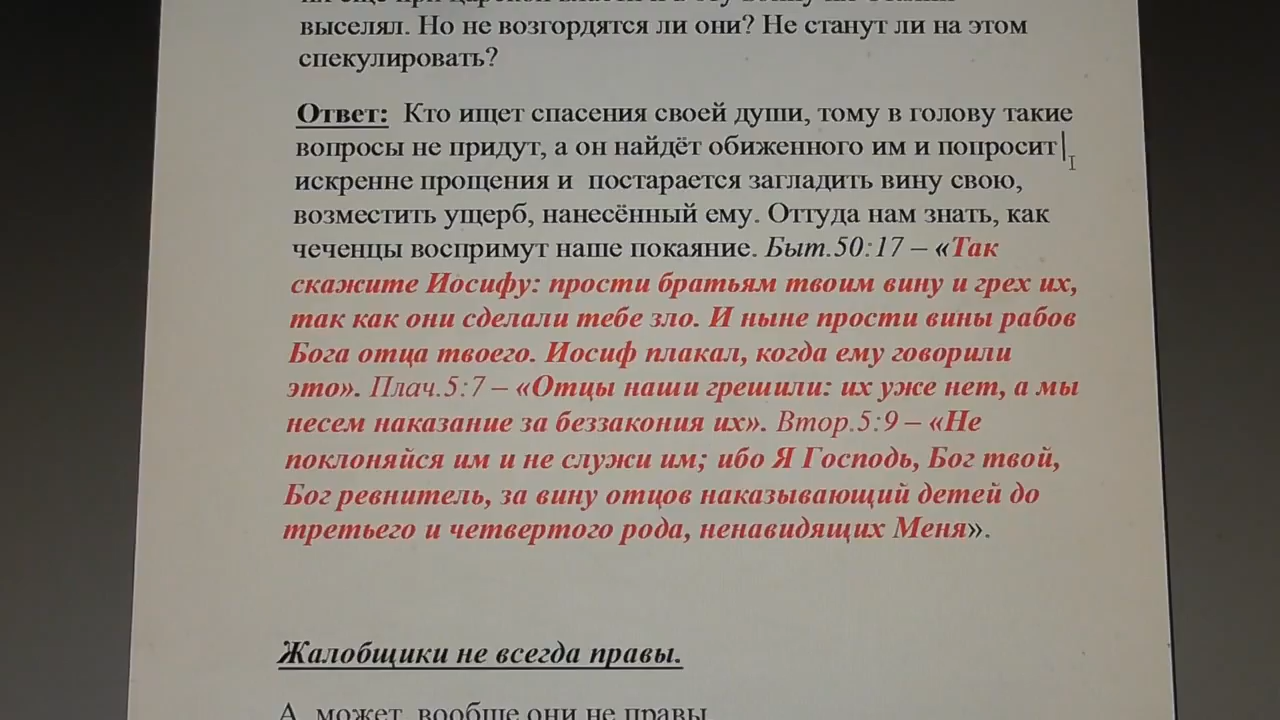 выселял. Но не возгордятся ли они? Не станут ли на этом
спекулировать?
Ответ: Кто ищет спасения своей души, тому в голову такие
вопросы не придут, а он найдёт обиженного им и попросит
искренне прощения и постарается загладить вину свою,
возместить ущерб, нанесённый ему. Оттуда нам знать, как
чеченцы воспримут наше покаяние. Быт.50:17 – «Так
скажите Иосифу: прости братьям твоим вину и грех их,
так как они сделали тебе зло. И ныне прости вины рабов
Бога отца твоего. Иосиф плакал, когда ему говорили
это». Плач.5:7 – «Отцы наши грешили: их уже нет, а мы
несем наказание за беззакония их». Втор.5:9 – «Не
поклоняйся им и не служи им; ибо Я Господь, Бог твой,
Бог ревнитель, за вину отцов наказывающий детей до
третьего и четвертого рода, ненавидящих Меня».
Жалобщики не всегда правы.
А может вообще они не правы